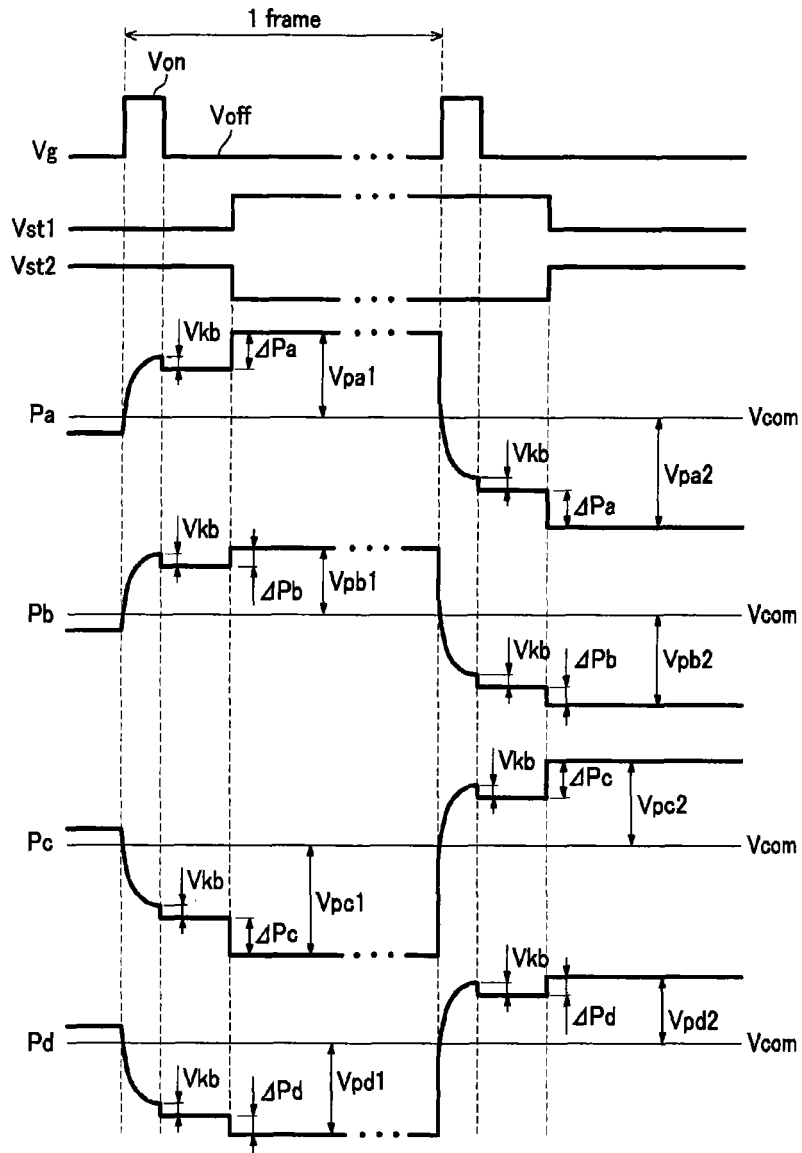 1 frame
Von
Voff
Vg
• • •
• • •
Vst1
• • •
Vst2
• • •
Vkb
ΔPa
Vpa1
• • •
Pa
Vcom
Vkb
Vpa2
ΔPa
Vkb
ΔPb
Vpb1
• • •
Pb
Vcom
Vkb
ΔPb
Vpb2
Vkb
ΔPc
Vpc2
Pc
Vcom
Vkb
Vpc1
ΔPc
• • •
Vkb
ΔPd
Vpd2
Pd
Vcom
Vkb
ΔPd
Vpd1
• • •